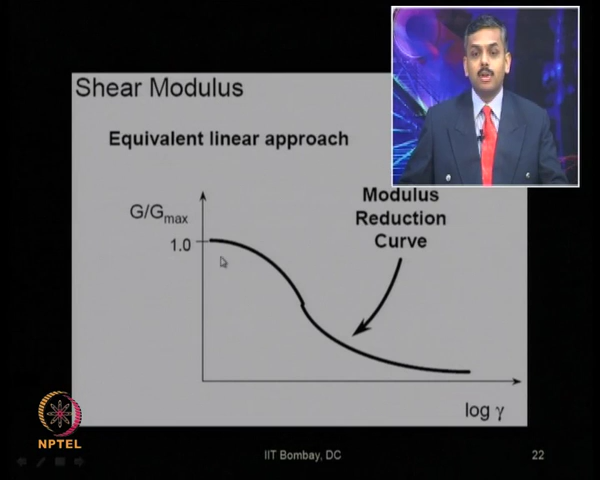 Shear Modulus
Equivalent linear approach
G/Gmax
1.0
Modulus
Reduction
Curve
log γ
NPTEL
IIT Bombay, DC
22